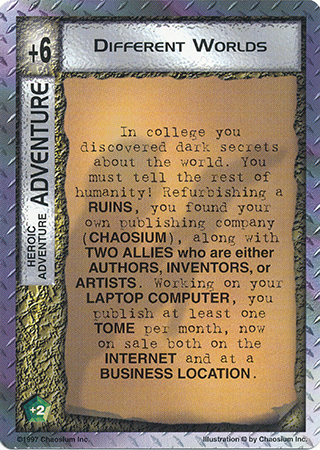 +6
DIFFERENT WORLDS
HEROIC
ADVENTURE
ADVENTURE
In college you
discovered dark secrets
about the world. You
must tell the rest of
humanity! Refurbishing a
RUINS, you found your
own publishing company
(CHAOSIUM), along with
TWO ALLIES who are either
AUTHORS, INVENTORS, or
ARTISTS. Working on your
LAPTOP COMPUTER, you
publish at least one
TOME per month, now
on sale both on the
INTERNET and at a
BUSINESS LOCATION.
+2
©1997 Chaosium Inc.
Illustration © by Chaosium Inc.